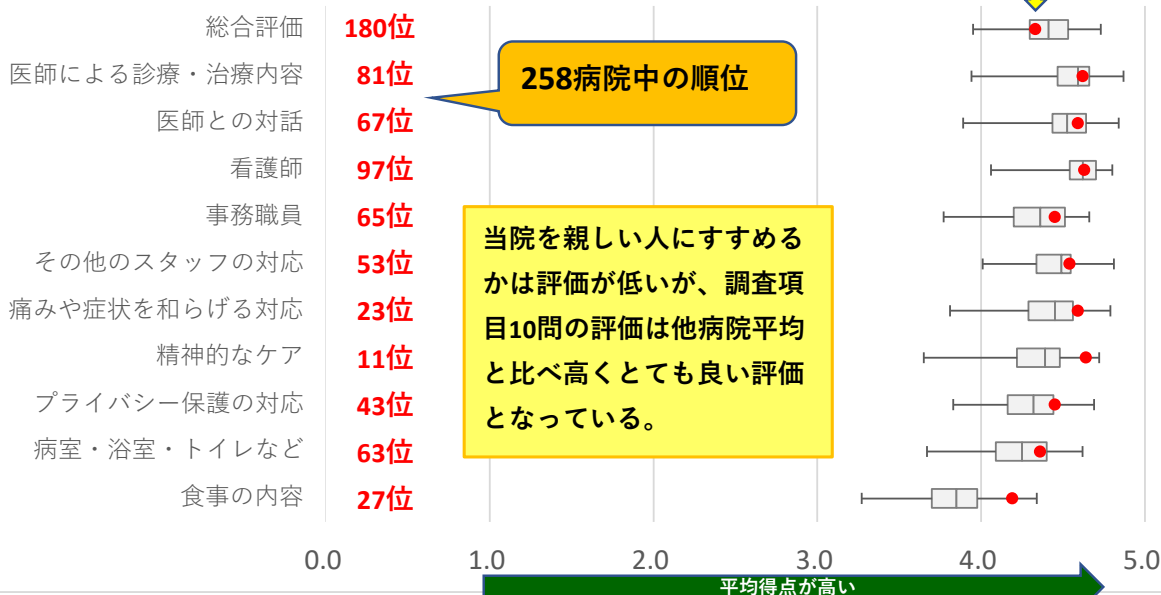 総合評価 180位
医師による診療・治療内容 81位
258病院中の順位
医師との対話 67位
看護師 97位
事務職員 65位
その他のスタッフの対応 53位
痛みや症状を和らげる対応 23位
精神的なケア 11位
プライバシー保護の対応 43位
病室・浴室・トイレなど 63位
食事の内容 27位
当院を親しい人にすすめる
かは評価が低いが、調査項
目10問の評価は他病院平均
と比べ高くとても良い評価
となっている。
0.0 1.0 2.0 3.0 4.0 5.0
平均得点が高い